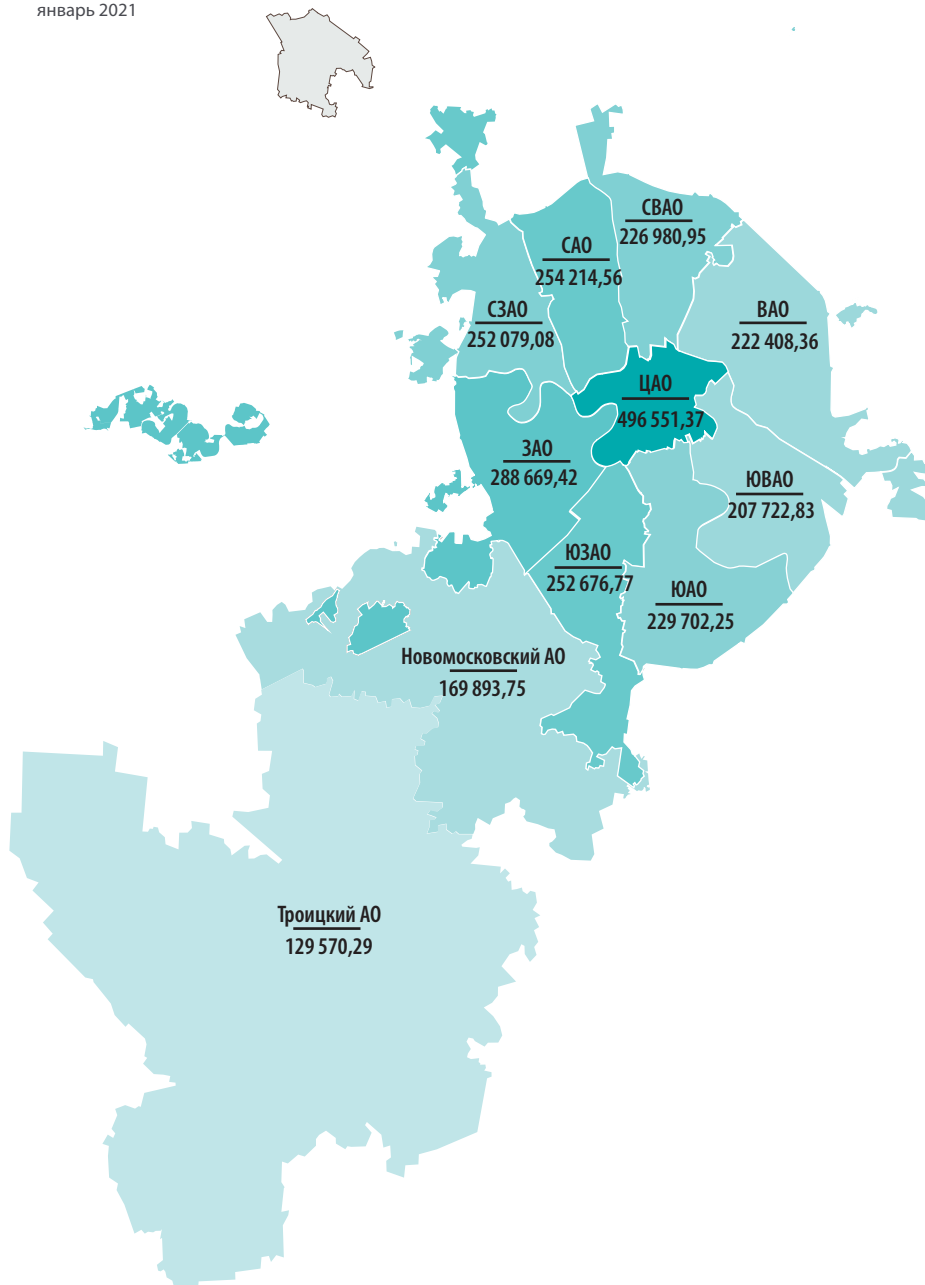 январь 2021
СВАО
226 980,95
САО
254 214,56
СЗАО
252 079,08
ВАО
222 408,36
ЦАО
496 551,37
ЗАО
288 669,42
ЮВАО
207 722,83
ЮЗАО
252 676,77
ЮАО
229 702,25
Новомосковский АО
169 893,75
Троицкий АО
129 570,29